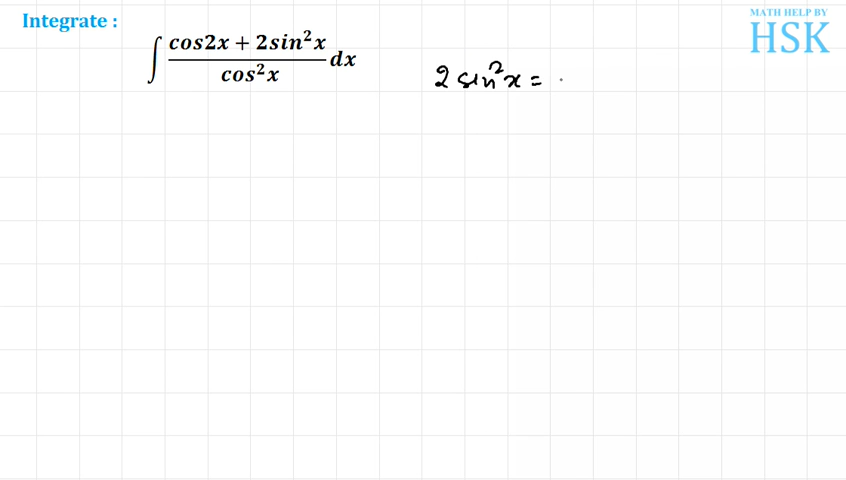 Integrate :
∫ (cos2x + 2sin²x)/(cos²x) dx
2 sin²x =
MATH HELP BY
HSK